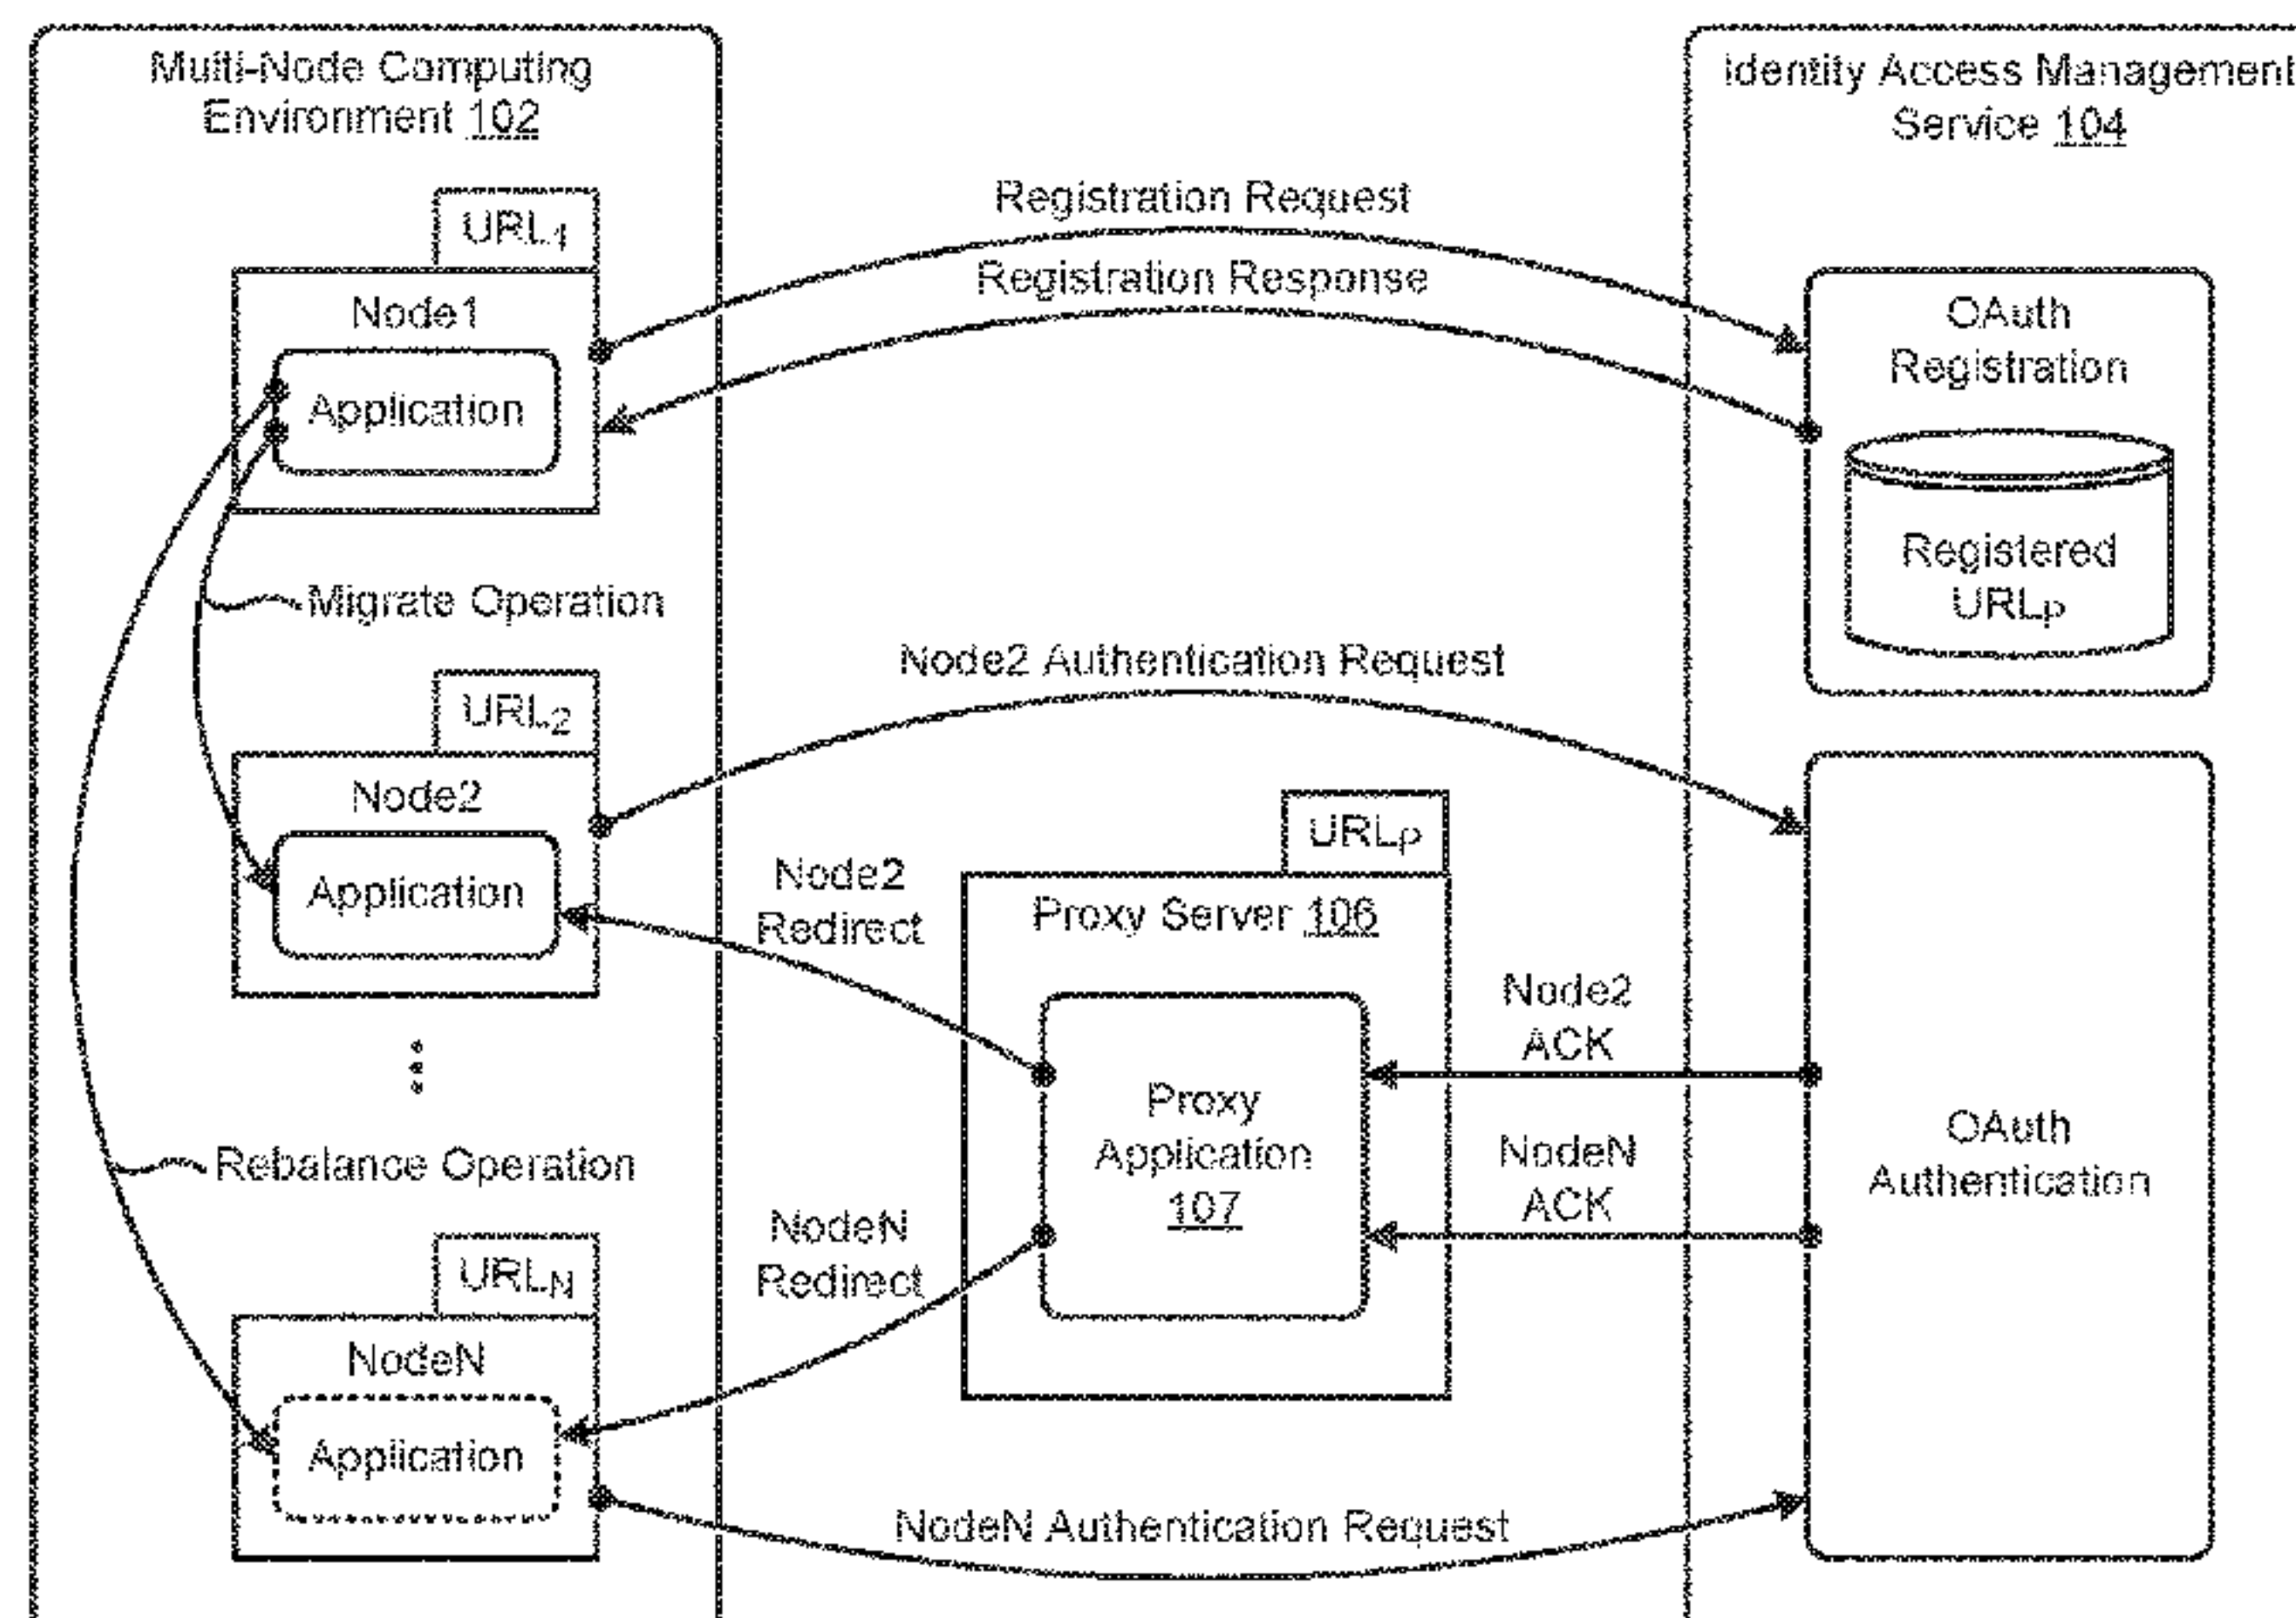 Multi-Node Computing
Environment 102
Identity Access Management
Service 104
URL1
Node1
Application
Registration Request
Registration Response
OAuth
Registration
Registered
URLP
Migrate Operation
Node2 Authentication Request
URL2
Node2
Application
Node2
Redirect
URLP
Proxy Server 106
Proxy
Application
107
Node2
ACK
NodeN
ACK
OAuth
Authentication
Rebalance Operation
NodeN
Redirect
URLN
NodeN
Application
NodeN Authentication Request